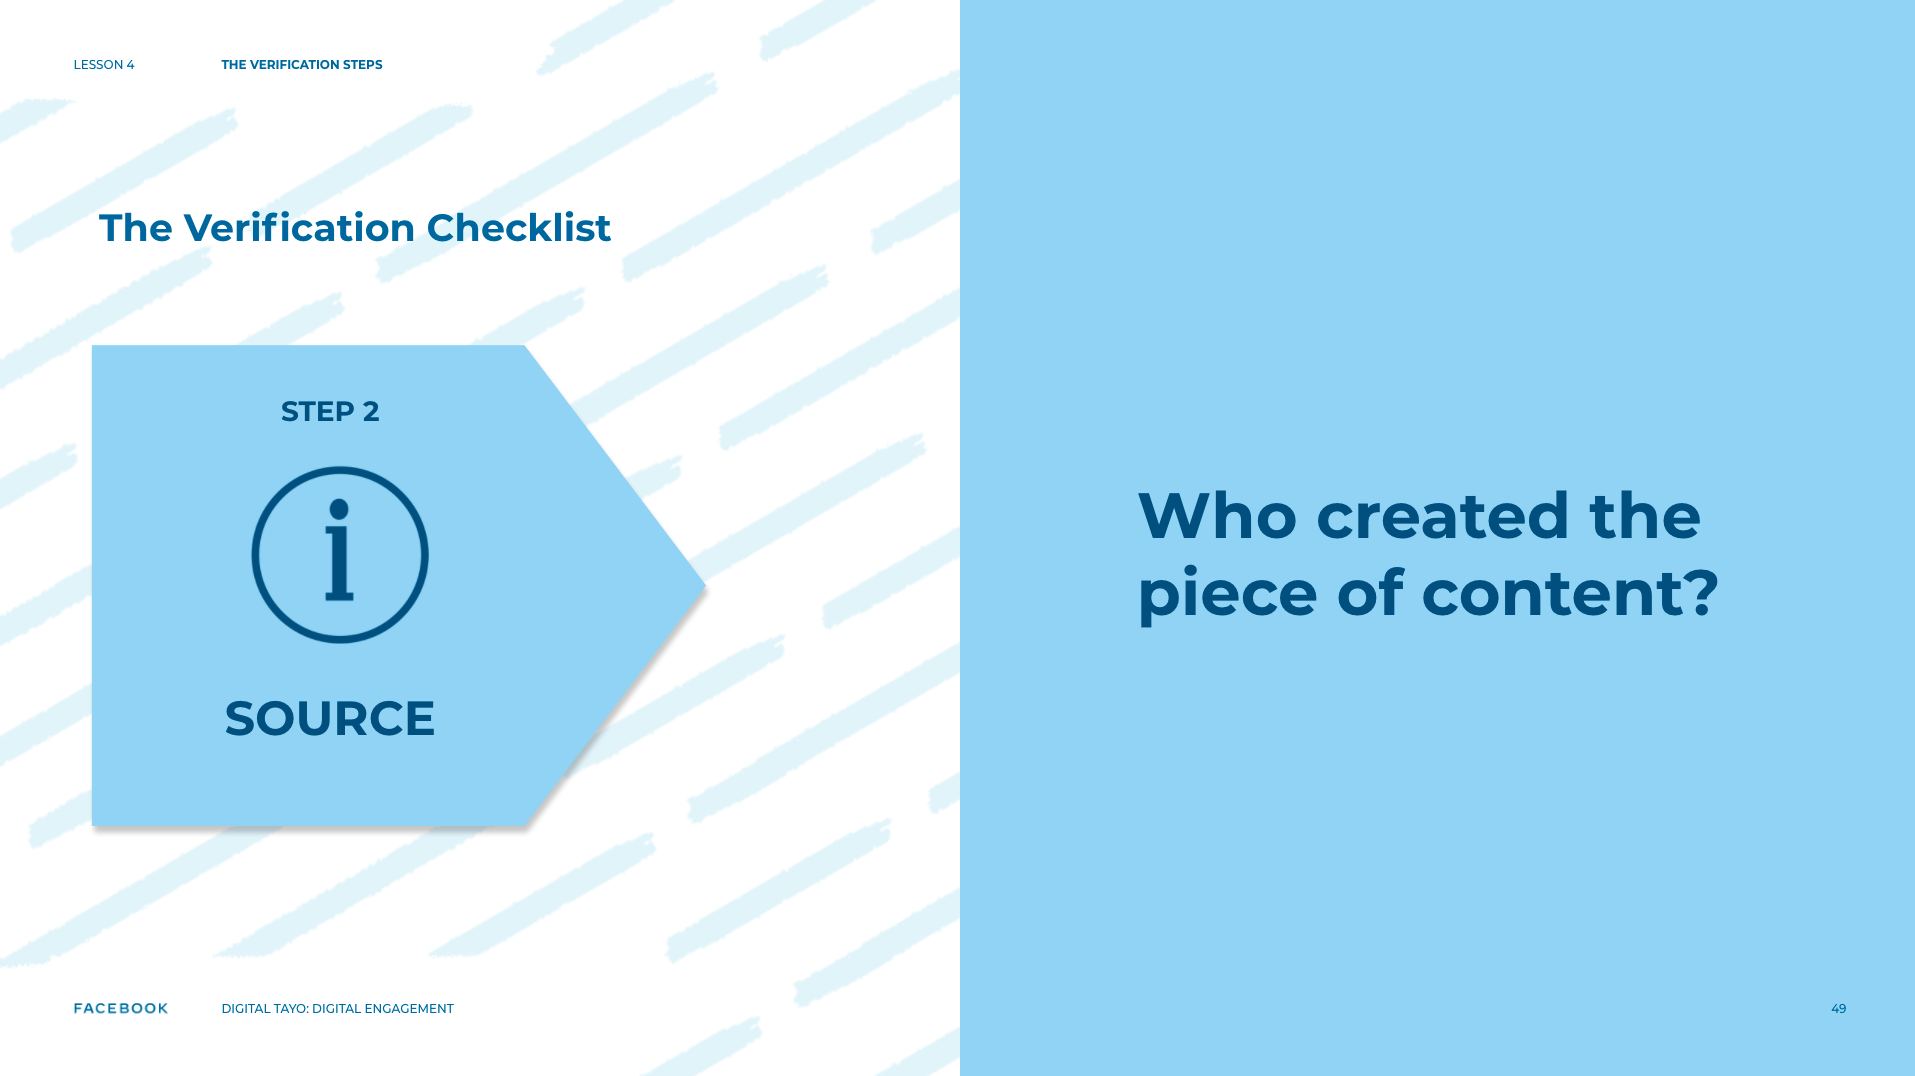 LESSON 4
THE VERIFICATION STEPS
The Verification Checklist
STEP 2
i
SOURCE
Who created the
piece of content?
FACEBOOK
DIGITAL TAYO: DIGITAL ENGAGEMENT
49